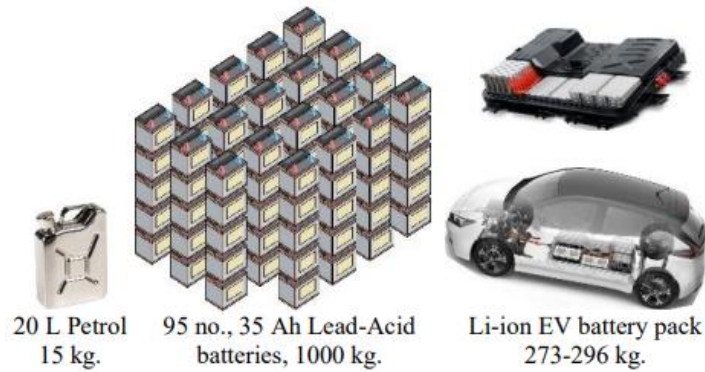 20 L Petrol
15 kg.
95 no., 35 Ah Lead-Acid
batteries, 1000 kg.
Li-ion EV battery pack
273-296 kg.